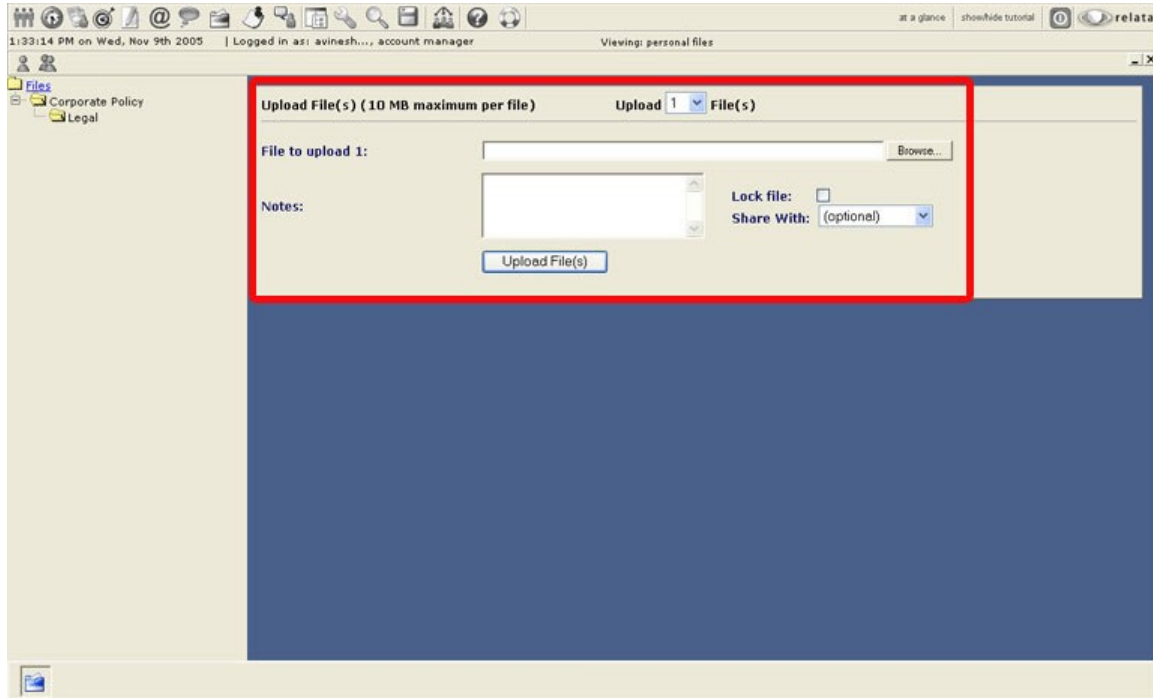 at a glance show/hide tutorial relata
1:33:14 PM on Wed, Nov 9th 2005 | Logged in as: avinesh..., account manager Viewing: personal files
Files
Corporate Policy
Legal
Upload File(s) (10 MB maximum per file) Upload 1 File(s)
File to upload 1: Browse...
Notes:
Lock file:
Share With: (optional)
Upload File(s)